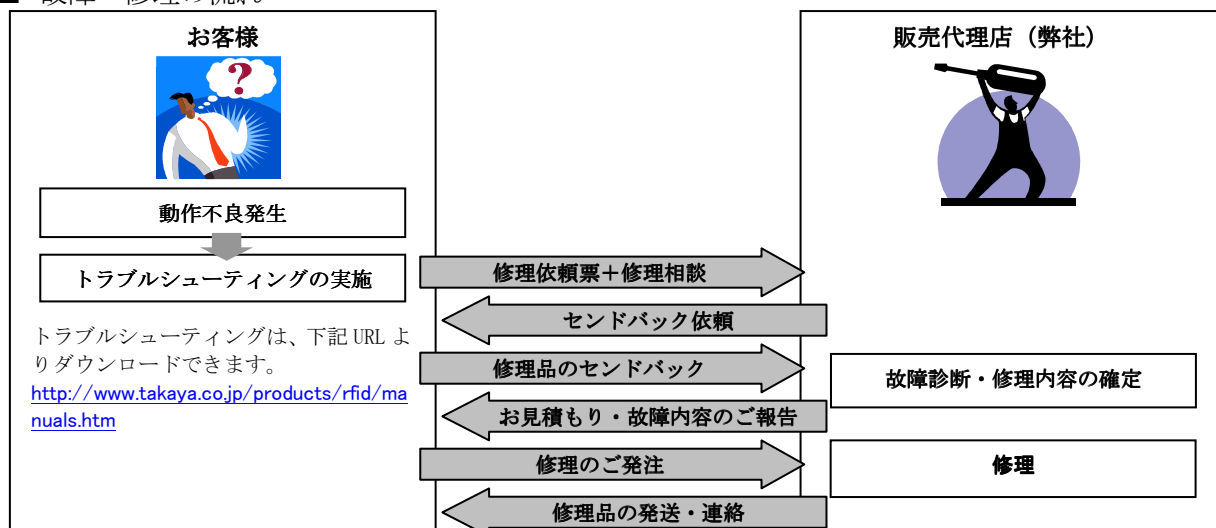 お客様
販売代理店（弊社）
?
動作不良発生
トラブルシューティングの実施
トラブルシューティングは、下記 URL よ
りダウンロードできます。
http://www.takaya.co.jp/products/rfid/ma
nuals.htm
修理依頼票＋修理相談
センドバック依頼
修理品のセンドバック
故障診断・修理内容の確定
お見積もり・故障内容のご報告
修理のご発注
修理
修理品の発送・連絡